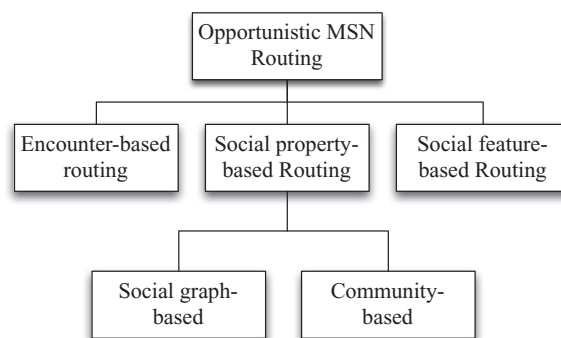 Opportunistic MSN
Routing
Encounter-based
routing
Social property-
based Routing
Social feature-
based Routing
Social graph-
based
Community-
based